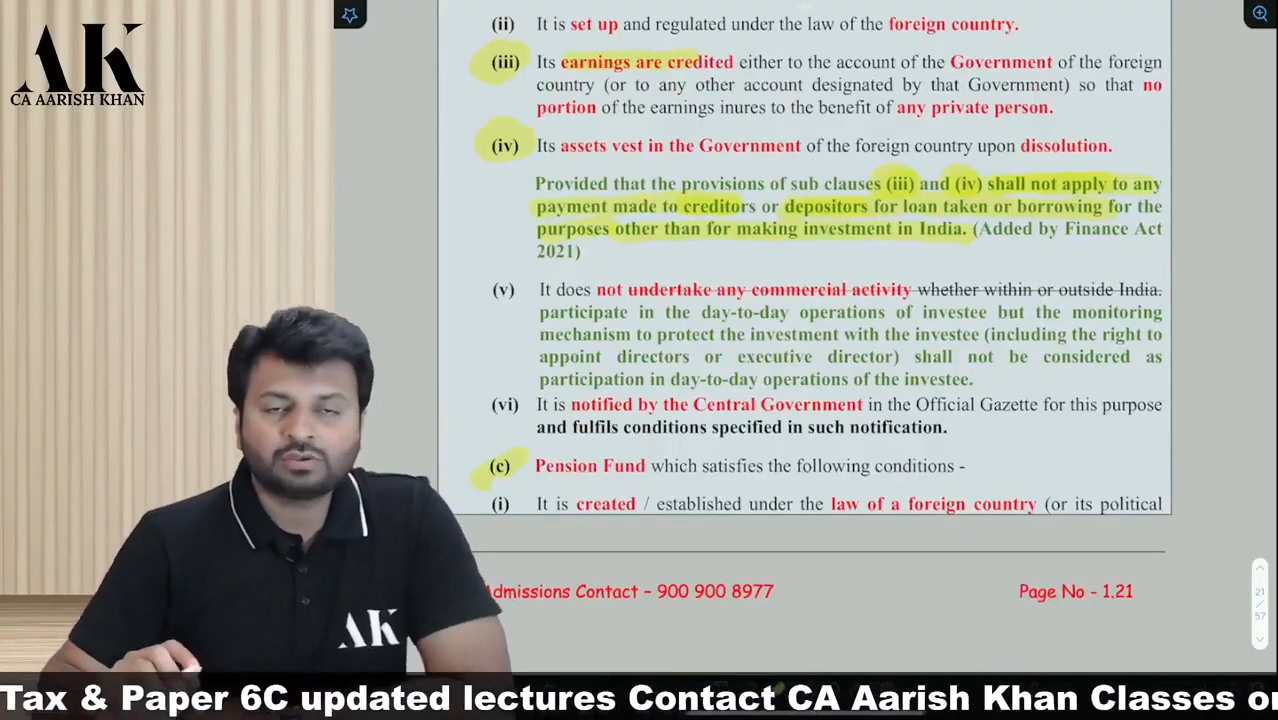 AK
CA AARISH KHAN
(ii) It is set up and regulated under the law of the foreign country.
(iii) Its earnings are credited either to the account of the Government of the foreign
country (or to any other account designated by that Government) so that no
portion of the earnings inures to the benefit of any private person.
(iv) Its assets vest in the Government of the foreign country upon dissolution.
Provided that the provisions of sub clauses (iii) and (iv) shall not apply to any
payment made to creditors or depositors for loan taken or borrowing for the
purposes other than for making investment in India. (Added by Finance Act
2021)
(v) It does not undertake any commercial activity whether within or outside India.
participate in the day-to-day operations of investee but the monitoring
mechanism to protect the investment with the investee (including the right to
appoint directors or executive director) shall not be considered as
participation in day-to-day operations of the investee.
(vi) It is notified by the Central Government in the Official Gazette for this purpose
and fulfils conditions specified in such notification.
(c) Pension Fund which satisfies the following conditions -
(i) It is created / established under the law of a foreign country (or its political
Admissions Contact – 900 900 8977
Page No - 1.21
21
/
57
AK
Tax & Paper 6C updated lectures Contact CA Aarish Khan Classes